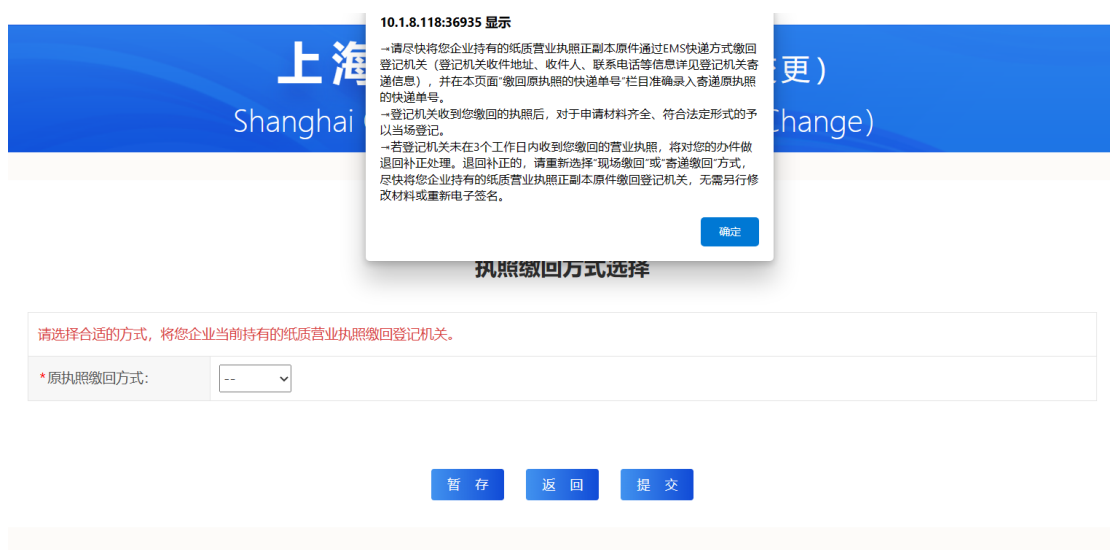 10.1.8.118:36935 显示
→请尽快将您企业持有的纸质营业执照正副本原件通过EMS快递方式缴回
登记机关（登记机关收件地址、收件人、联系电话等信息详见登记机关寄
递信息），并在本页面"缴回原执照的快递单号"栏目准确录入寄递原执照
的快递单号。
→登记机关收到您缴回的执照后，对于申请材料齐全、符合法定形式的予
以当场登记。
→若登记机关未在3个工作日内收到您缴回的营业执照，将对您的办件做
退回补正处理。退回补正的，请重新选择"现场缴回"或"寄递缴回"方式，
尽快将您企业持有的纸质营业执照正副本原件缴回登记机关，无需另行修
改材料或重新电子签名。
确定
上海 更)
Shanghai Change)
执照缴回方式选择
请选择合适的方式，将您企业当前持有的纸质营业执照缴回登记机关。
*原执照缴回方式： --
暂 存 返 回 提 交